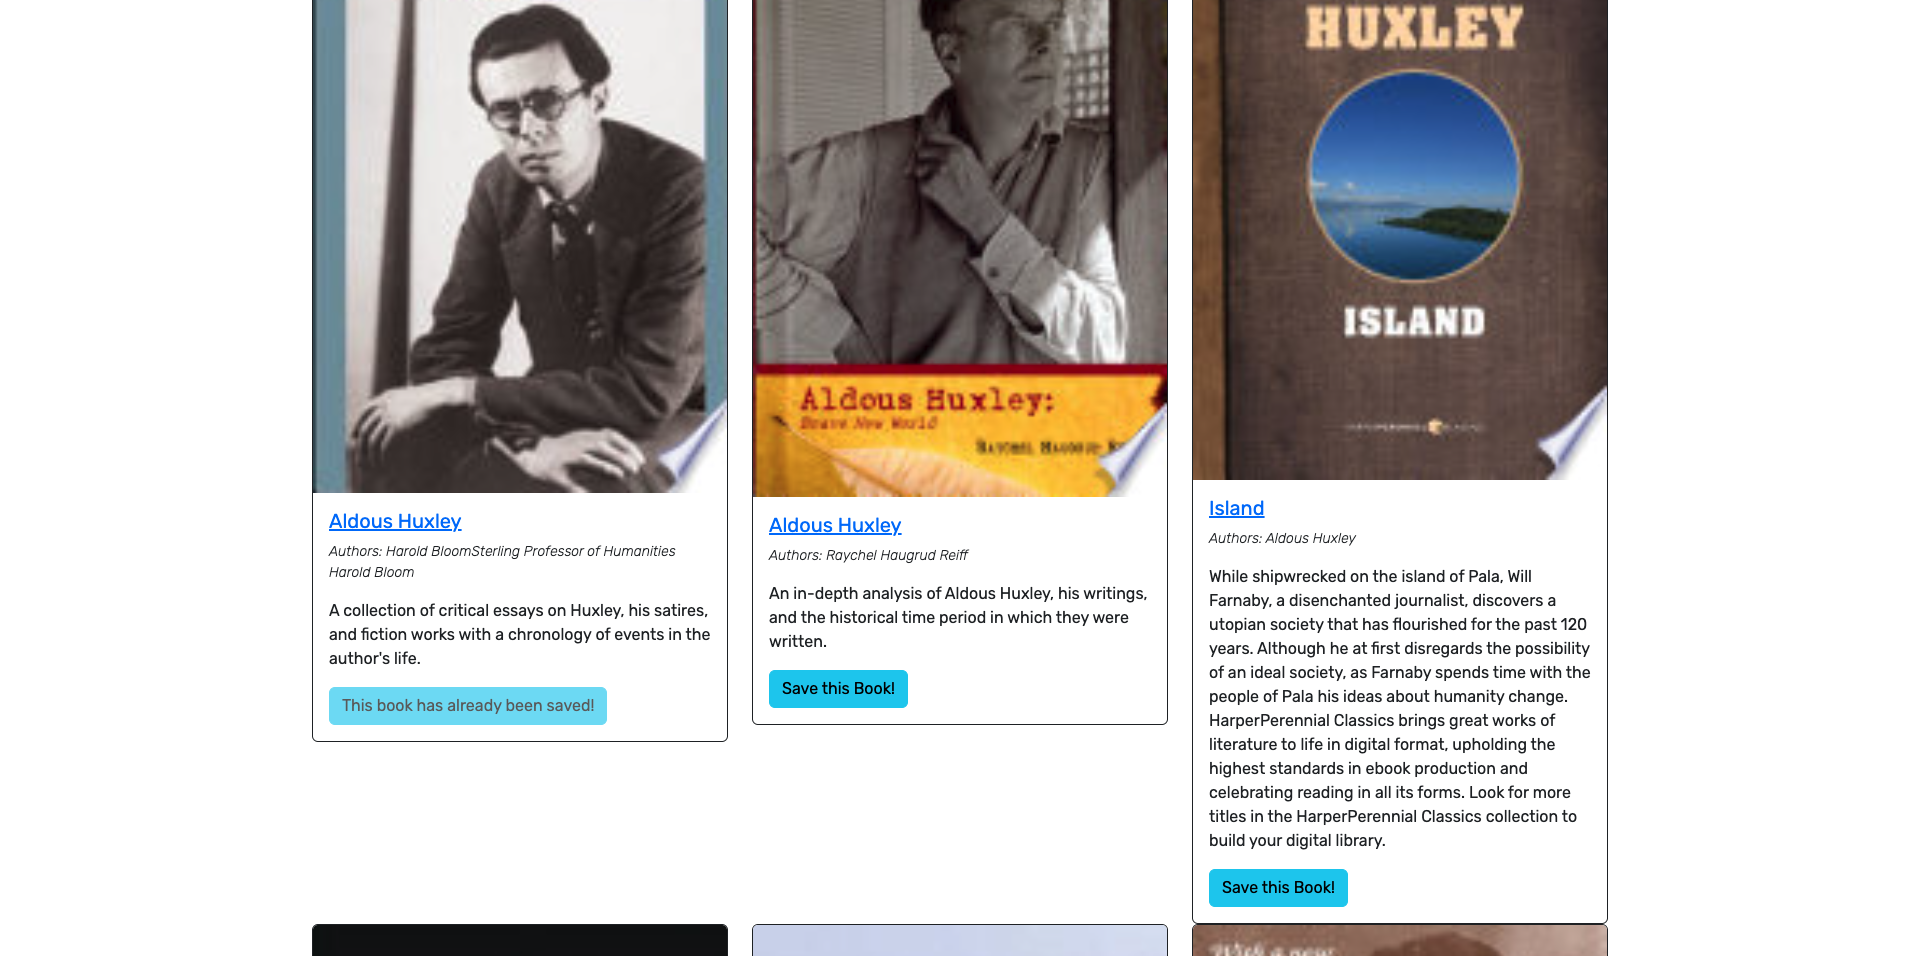 Aldous Huxley
Authors: Harold BloomSterling Professor of Humanities
Harold Bloom
A collection of critical essays on Huxley, his satires,
and fiction works with a chronology of events in the
author's life.
This book has already been saved!
Aldous Huxley:
Brave New World
Aldous Huxley
Authors: Raychel Haugrud Reiff
An in-depth analysis of Aldous Huxley, his writings,
and the historical time period in which they were
written.
Save this Book!
HUXLEY
ISLAND
Island
Authors: Aldous Huxley
While shipwrecked on the island of Pala, Will
Farnaby, a disenchanted journalist, discovers a
utopian society that has flourished for the past 120
years. Although he at first disregards the possibility
of an ideal society, as Farnaby spends time with the
people of Pala his ideas about humanity change.
HarperPerennial Classics brings great works of
literature to life in digital format, upholding the
highest standards in ebook production and
celebrating reading in all its forms. Look for more
titles in the HarperPerennial Classics collection to
build your digital library.
Save this Book!
With a new